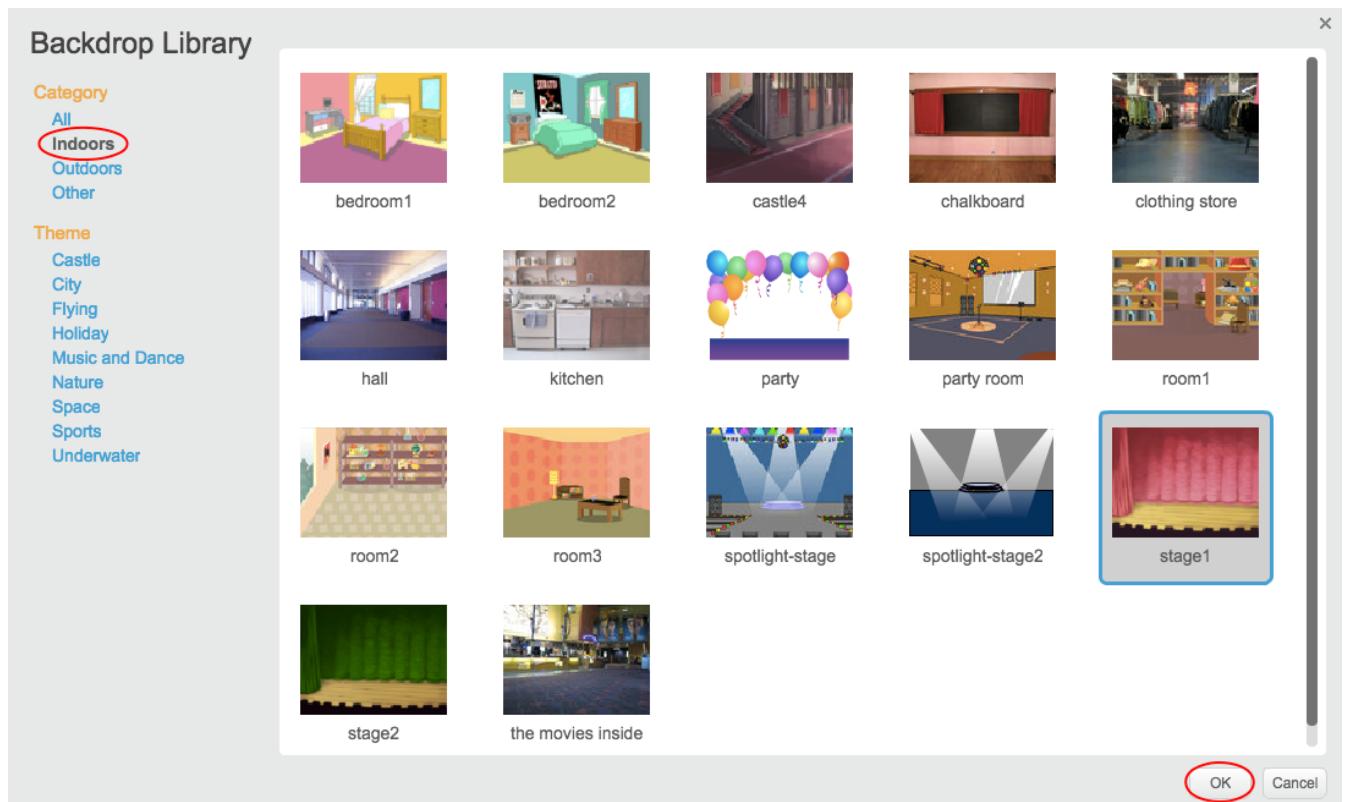 Backdrop Library
×
Category
All
Indoors
Outdoors
Other
Theme
Castle
City
Flying
Holiday
Music and Dance
Nature
Space
Sports
Underwater
bedroom1 bedroom2 castle4 chalkboard clothing store
hall kitchen party party room room1
room2 room3 spotlight-stage spotlight-stage2 stage1
stage2 the movies inside
OK Cancel